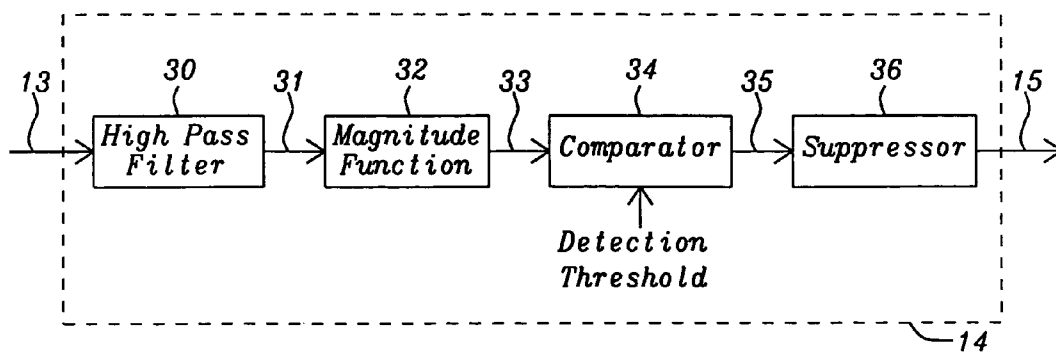 13
30
31
32
33
34
35
36
15
High Pass
Filter
Magnitude
Function
Comparator
Suppressor
Detection
Threshold
14